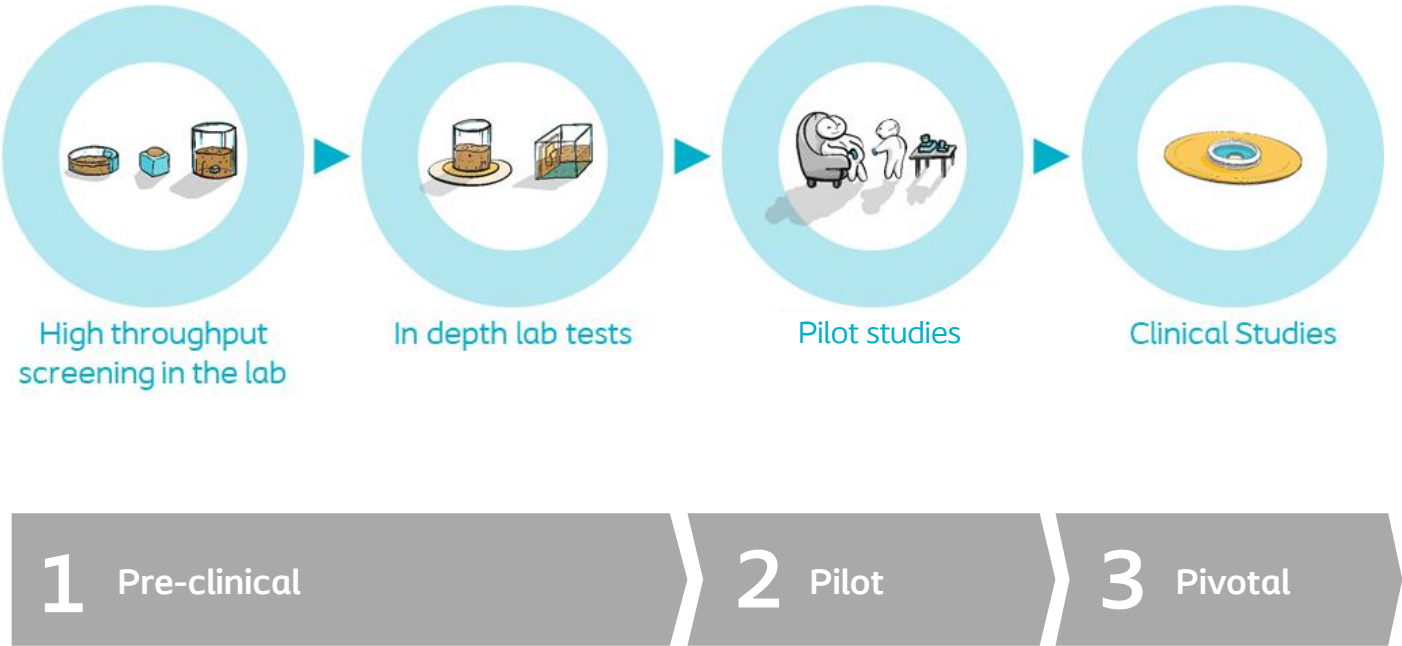 High throughput
screening in the lab
In depth lab tests
Pilot studies
Clinical Studies
1 Pre-clinical
2 Pilot
3 Pivotal